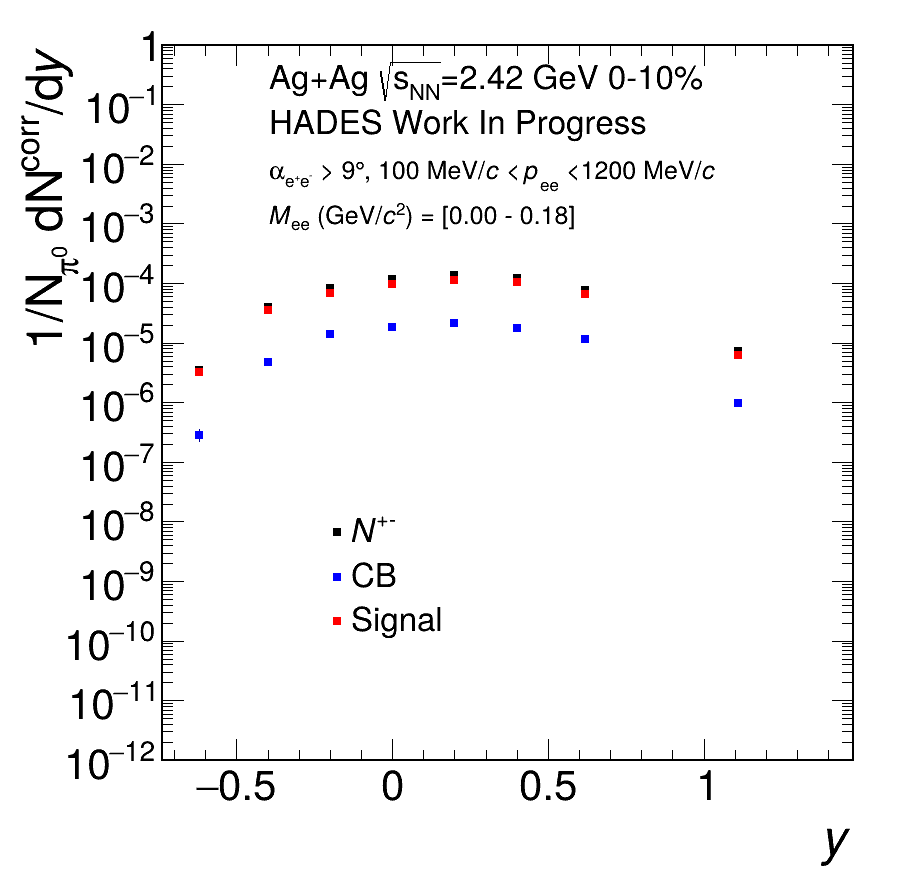 1
10⁻¹
10⁻²
10⁻³
10⁻⁴
10⁻⁵
10⁻⁶
10⁻⁷
10⁻⁸
10⁻⁹
10⁻¹⁰
10⁻¹¹
10⁻¹²
1/N_π⁰ dN^corr/dy
Ag+Ag √s_NN=2.42 GeV 0-10%
HADES Work In Progress
α_e⁺e⁻ > 9°, 100 MeV/c <p_ee <1200 MeV/c
M_ee (GeV/c²) = [0.00 - 0.18]
N⁺⁻
CB
Signal
−0.5 0 0.5 1
y